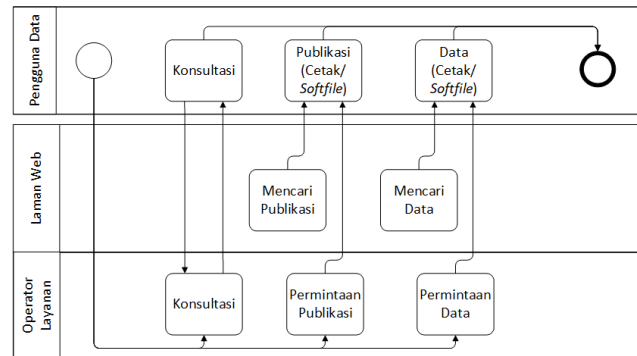 Pengguna Data
Konsultasi
Publikasi
(Cetak/
Softfile)
Data
(Cetak/
Softfile)
Laman Web
Mencari
Publikasi
Mencari
Data
Operator
Layanan
Konsultasi
Permintaan
Publikasi
Permintaan
Data